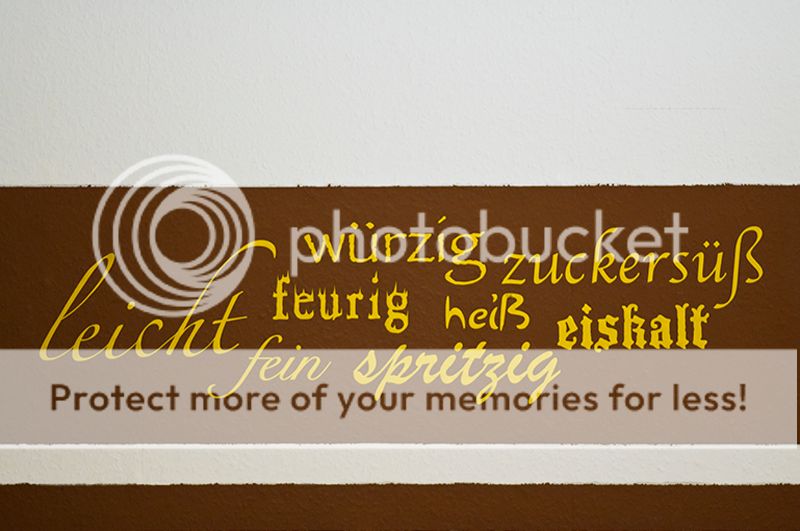 photobucket
würzig
zuckersüß
leicht
feurig
heiß
eiskalt
fein
spritzig
Protect more of your memories for less!